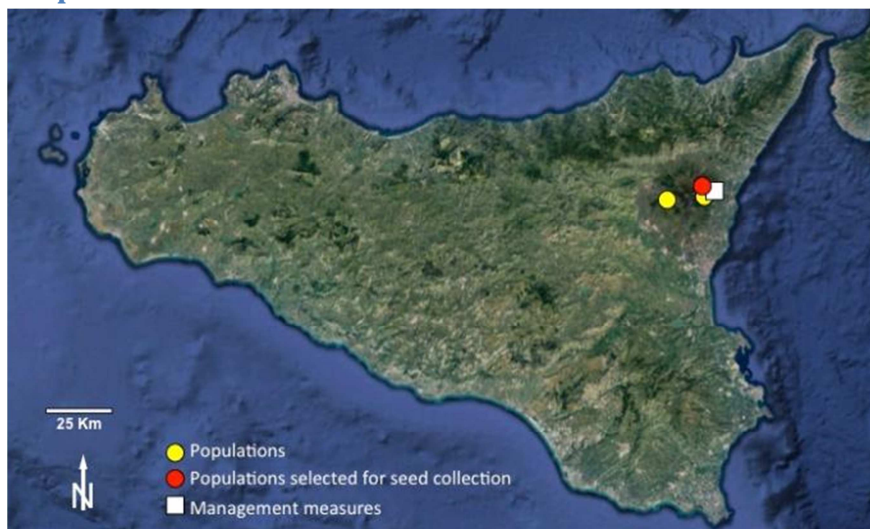 25 Km
N
Populations
Populations selected for seed collection
Management measures